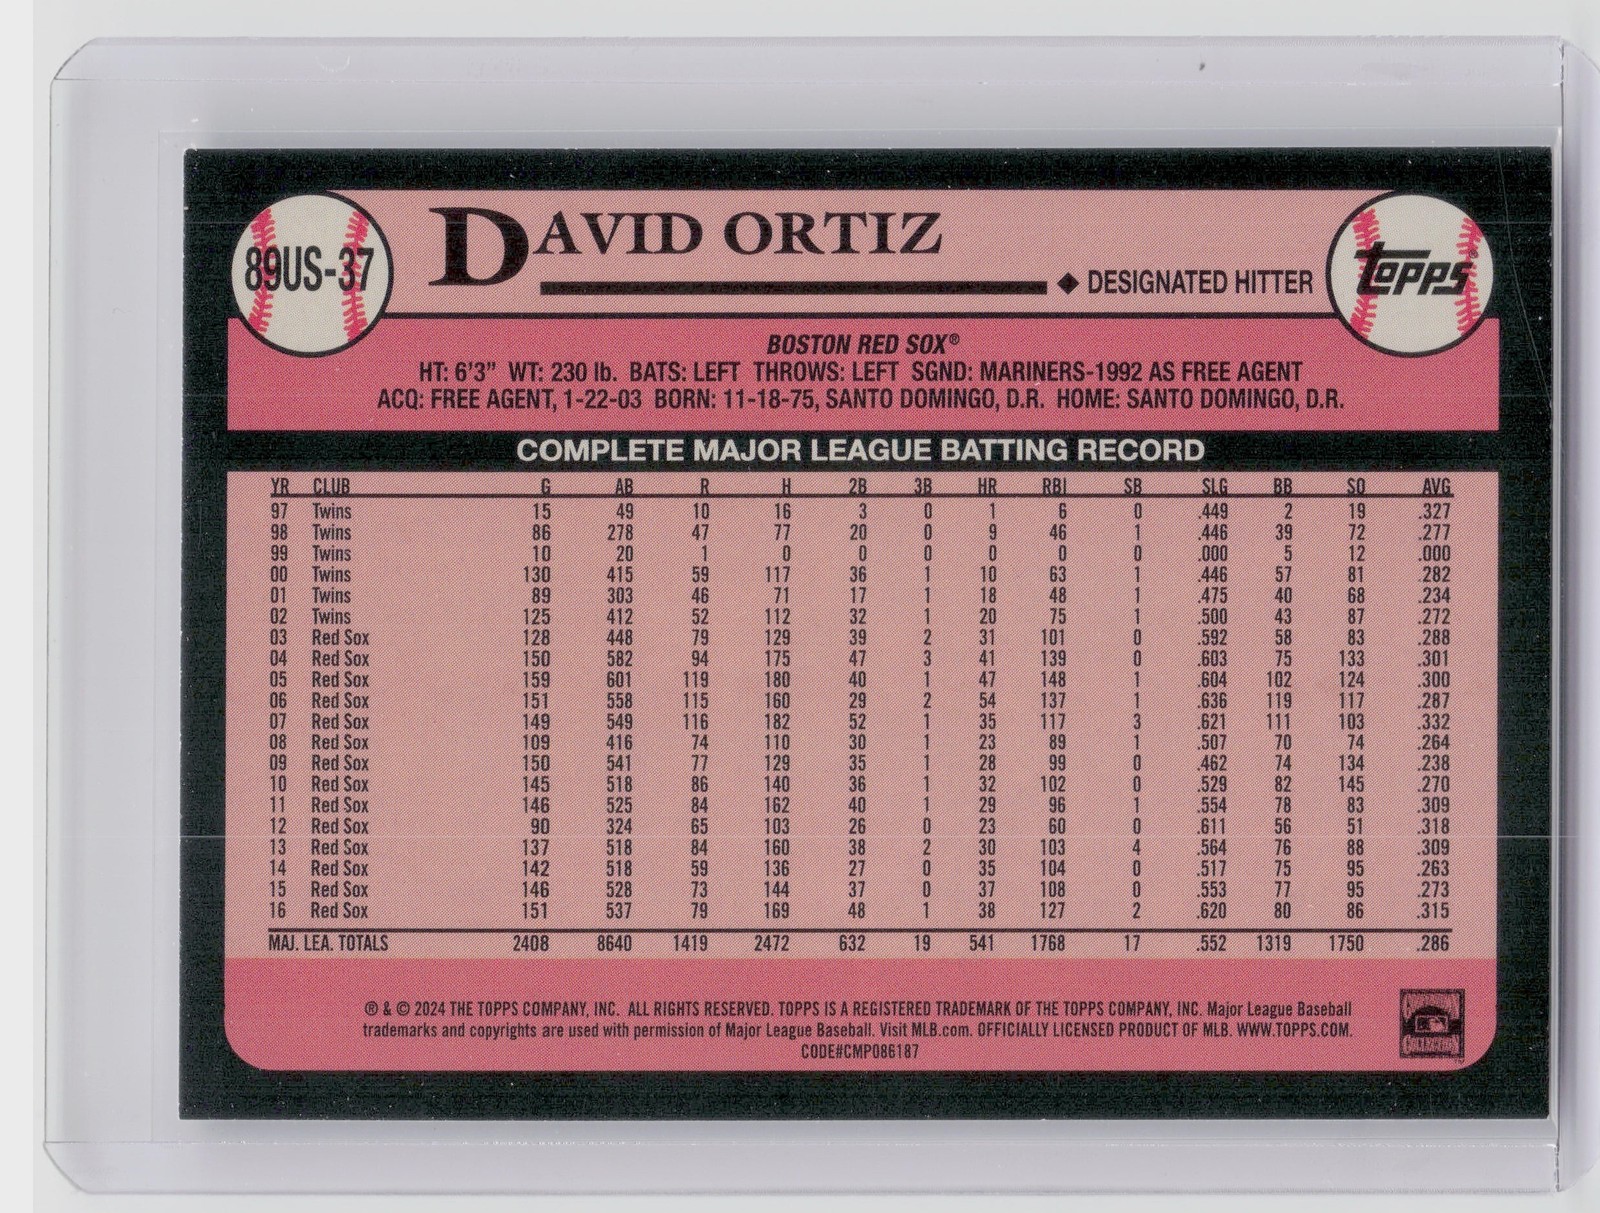 89US-37
DAVID ORTIZ
◆ DESIGNATED HITTER
topps®
BOSTON RED SOX®
HT: 6'3" WT: 230 lb. BATS: LEFT THROWS: LEFT SGND: MARINERS-1992 AS FREE AGENT
ACQ: FREE AGENT, 1-22-03 BORN: 11-18-75, SANTO DOMINGO, D.R. HOME: SANTO DOMINGO, D.R.
COMPLETE MAJOR LEAGUE BATTING RECORD
YR CLUB G AB R H 2B 3B HR RBI SB SLG BB SO AVG
97 Twins 15 49 10 16 3 0 1 6 0 .449 2 19 .327
98 Twins 86 278 47 77 20 0 9 46 1 .446 39 72 .277
99 Twins 10 20 1 0 0 0 0 0 0 .000 5 12 .000
00 Twins 130 415 59 117 36 1 10 63 1 .446 57 81 .282
01 Twins 89 303 46 71 17 1 18 48 1 .475 40 68 .234
02 Twins 125 412 52 112 32 1 20 75 1 .500 43 87 .272
03 Red Sox 128 448 79 129 39 2 31 101 0 .592 58 83 .288
04 Red Sox 150 582 94 175 47 3 41 139 0 .603 75 133 .301
05 Red Sox 159 601 119 180 40 1 47 148 1 .604 102 124 .300
06 Red Sox 151 558 115 160 29 2 54 137 1 .636 119 117 .287
07 Red Sox 149 549 116 182 52 1 35 117 3 .621 111 103 .332
08 Red Sox 109 416 74 110 30 1 23 89 1 .507 70 74 .264
09 Red Sox 150 541 77 129 35 1 28 99 0 .462 74 134 .238
10 Red Sox 145 518 86 140 36 1 32 102 0 .529 82 145 .270
11 Red Sox 146 525 84 162 40 1 29 96 1 .554 78 83 .309
12 Red Sox 90 324 65 103 26 0 23 60 0 .611 56 51 .318
13 Red Sox 137 518 84 160 38 2 30 103 4 .564 76 88 .309
14 Red Sox 142 518 59 136 27 0 35 104 0 .517 75 95 .263
15 Red Sox 146 528 73 144 37 0 37 108 0 .553 77 95 .273
16 Red Sox 151 537 79 169 48 1 38 127 2 .620 80 86 .315
MAJ. LEA. TOTALS 2408 8640 1419 2472 632 19 541 1768 17 .552 1319 1750 .286
® & © 2024 THE TOPPS COMPANY, INC. ALL RIGHTS RESERVED. TOPPS IS A REGISTERED TRADEMARK OF THE TOPPS COMPANY, INC. Major League Baseball
trademarks and copyrights are used with permission of Major League Baseball. Visit MLB.com. OFFICIALLY LICENSED PRODUCT OF MLB. WWW.TOPPS.COM.
CODE#CMP086187
COLLECTION